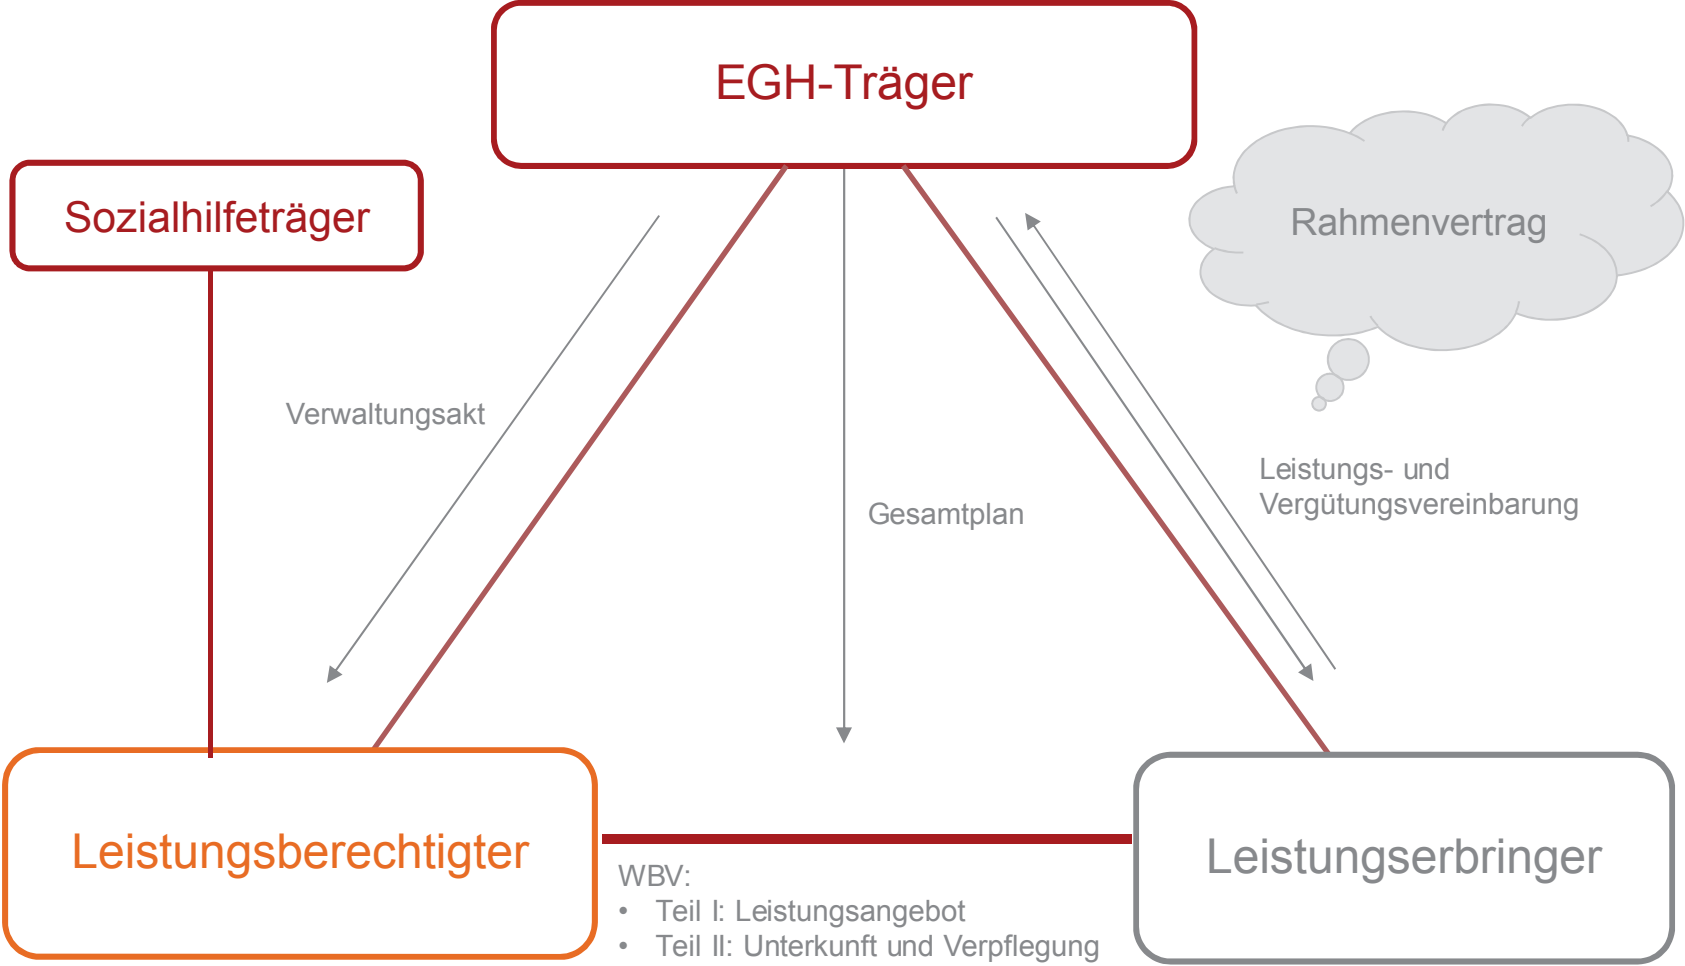 EGH-Träger
Sozialhilfeträger
Rahmenvertrag
Verwaltungsakt
Leistungs- und
Vergütungsvereinbarung
Gesamtplan
Leistungsberechtigter
Leistungserbringer
WBV:
• Teil I: Leistungsangebot
• Teil II: Unterkunft und Verpflegung